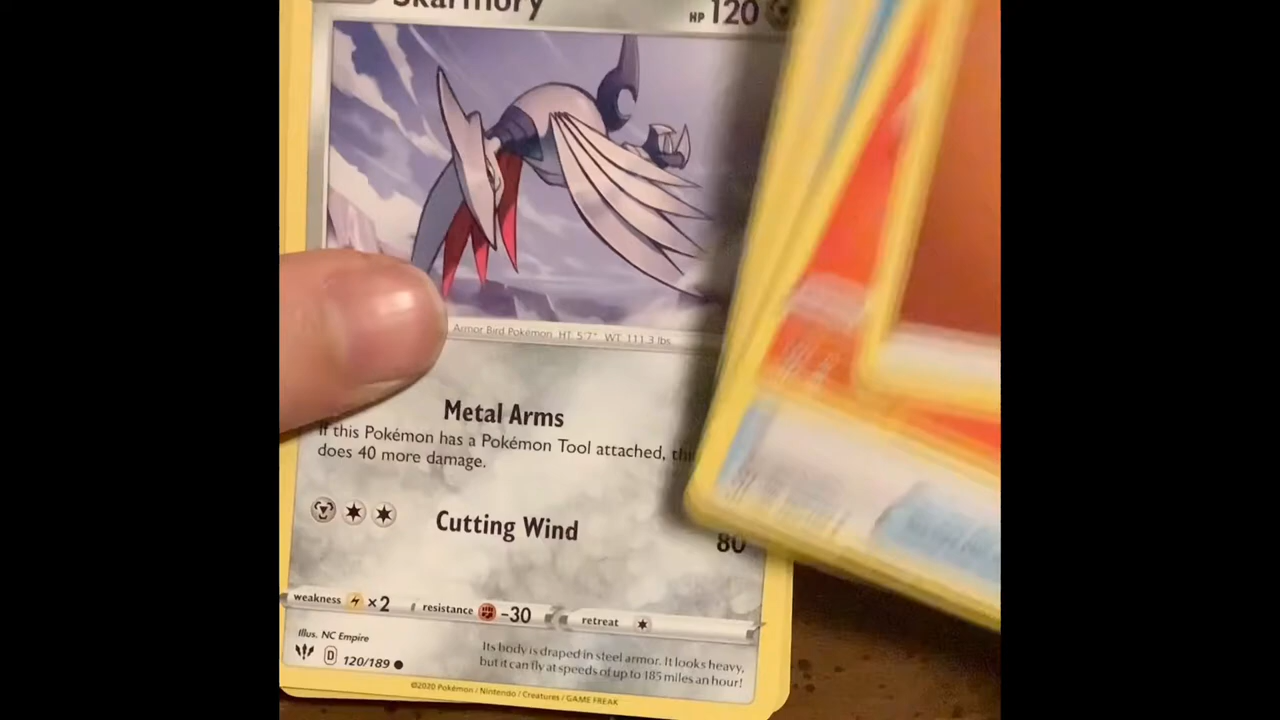 Skarmory HP 120
Armor Bird Pokémon HT: 5'7" WT: 111.3 lbs.
Metal Arms
If this Pokémon has a Pokémon Tool attached,
does 40 more damage.
Cutting Wind 80
weakness ×2 resistance -30 retreat
Illus. NC Empire
Its body is draped in steel armor. It looks heavy,
D 120/189
but it can fly at speeds of up to 185 miles an hour!
©2020 Pokémon / Nintendo / Creatures / GAME FREAK